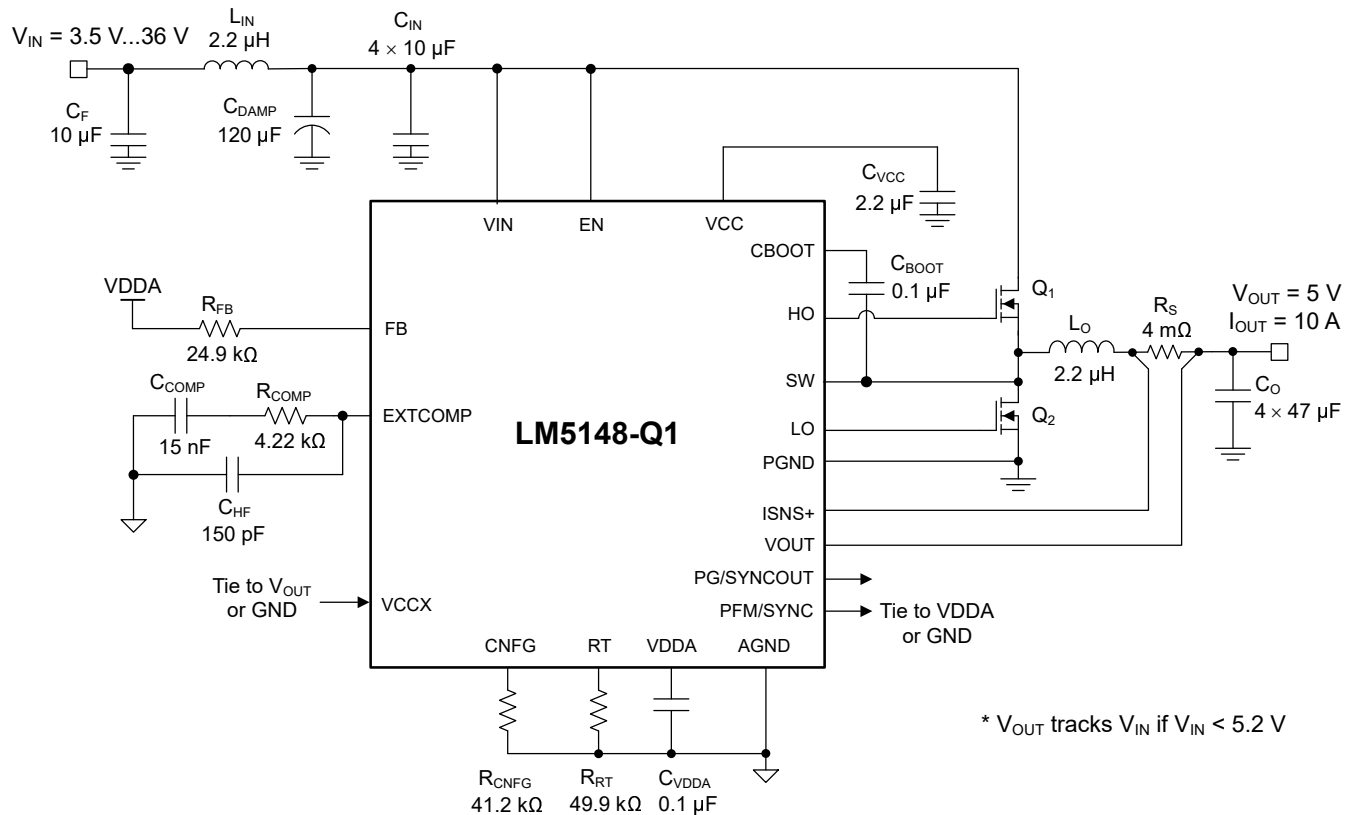 V_IN = 3.5 V...36 V
L_IN
2.2 µH
C_IN
4 × 10 µF
C_F
10 µF
C_DAMP
120 µF
C_VCC
2.2 µF
VIN
EN
VCC
CBOOT
C_BOOT
0.1 µF
VDDA
R_FB
24.9 kΩ
FB
HO
Q_1
V_OUT = 5 V
I_OUT = 10 A
R_S
4 mΩ
L_O
2.2 µH
SW
C_O
4 × 47 µF
C_COMP
15 nF
R_COMP
4.22 kΩ
EXTCOMP
LM5148-Q1
LO
Q_2
PGND
C_HF
150 pF
ISNS+
VOUT
PG/SYNCOUT
Tie to V_OUT
or GND
VCCX
PFM/SYNC
Tie to VDDA
or GND
CNFG
RT
VDDA
AGND
* V_OUT tracks V_IN if V_IN < 5.2 V
R_CNFG
41.2 kΩ
R_RT
49.9 kΩ
C_VDDA
0.1 µF